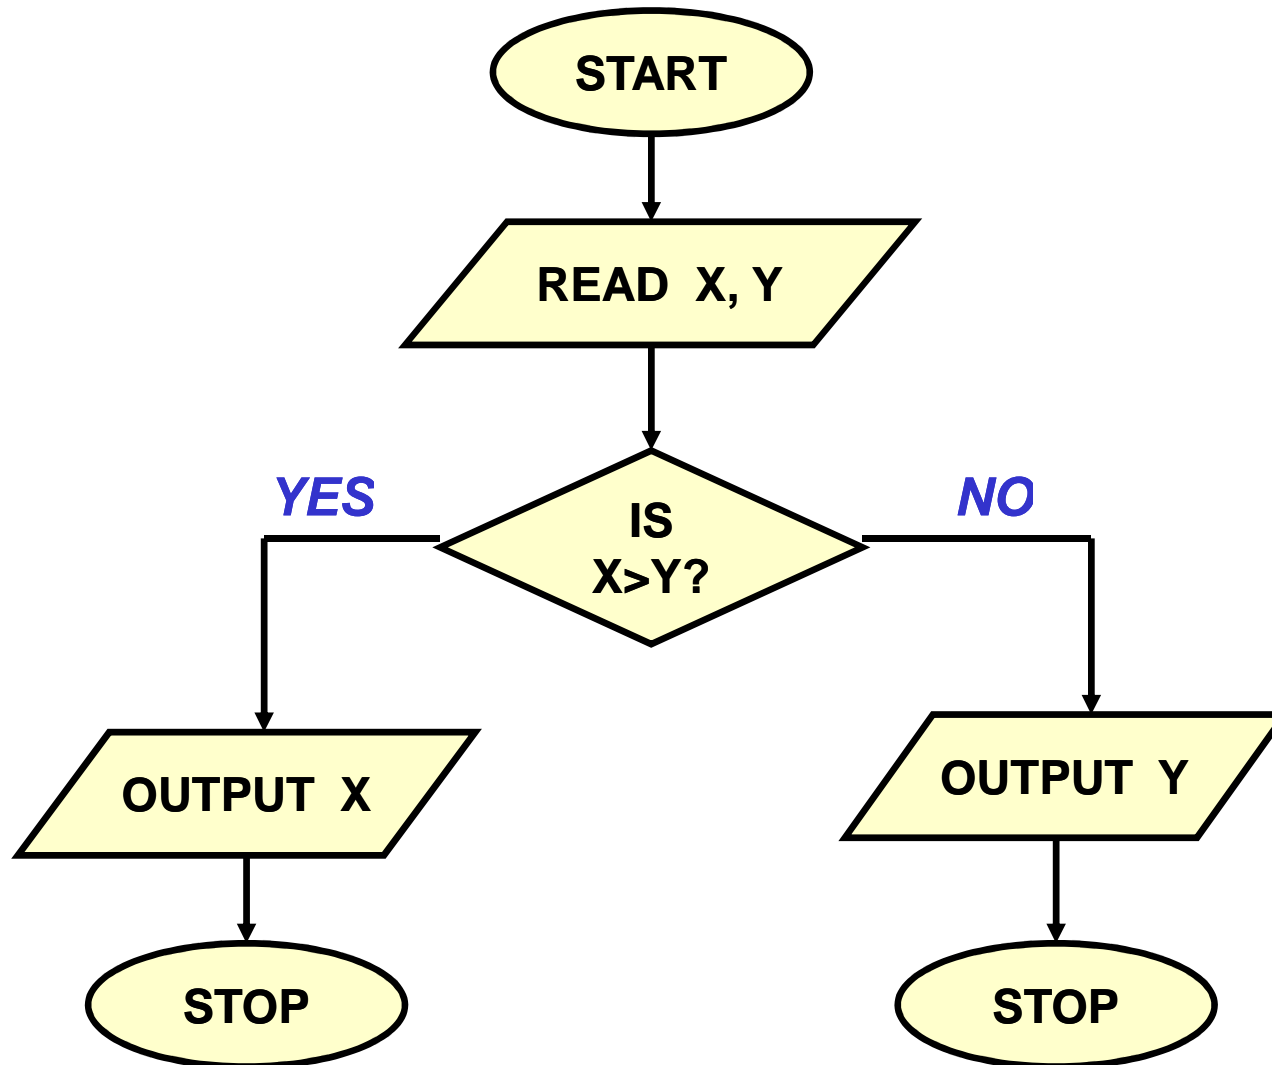 START
READ X, Y
YES
IS
X>Y?
NO
OUTPUT X
OUTPUT Y
STOP
STOP